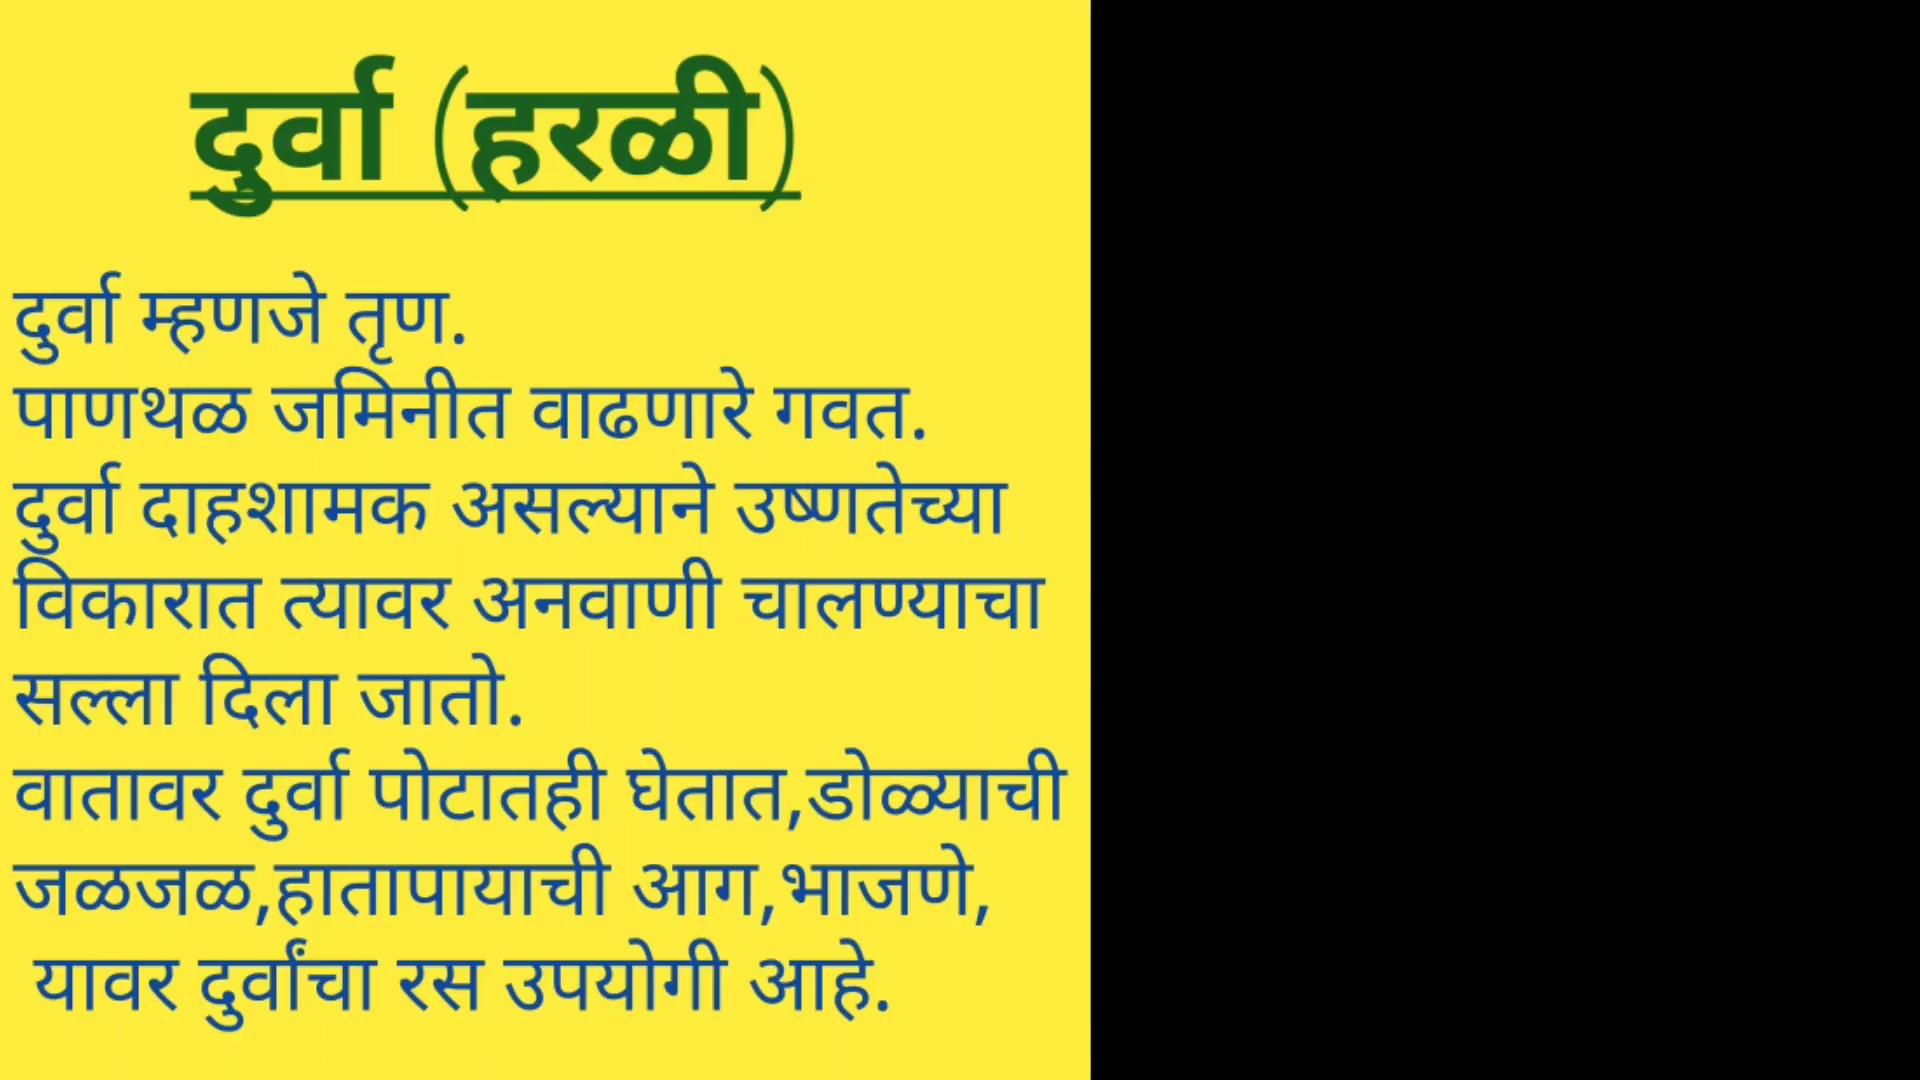 दुर्वा (हरळी)
दुर्वा म्हणजे तृण.
पाणथळ जमिनीत वाढणारे गवत.
दुर्वा दाहशामक असल्याने उष्णतेच्या
विकारात त्यावर अनवाणी चालण्याचा
सल्ला दिला जातो.
वातावर दुर्वा पोटातही घेतात,डोळ्याची
जळजळ,हातापायाची आग,भाजणे,
यावर दुर्वांचा रस उपयोगी आहे.